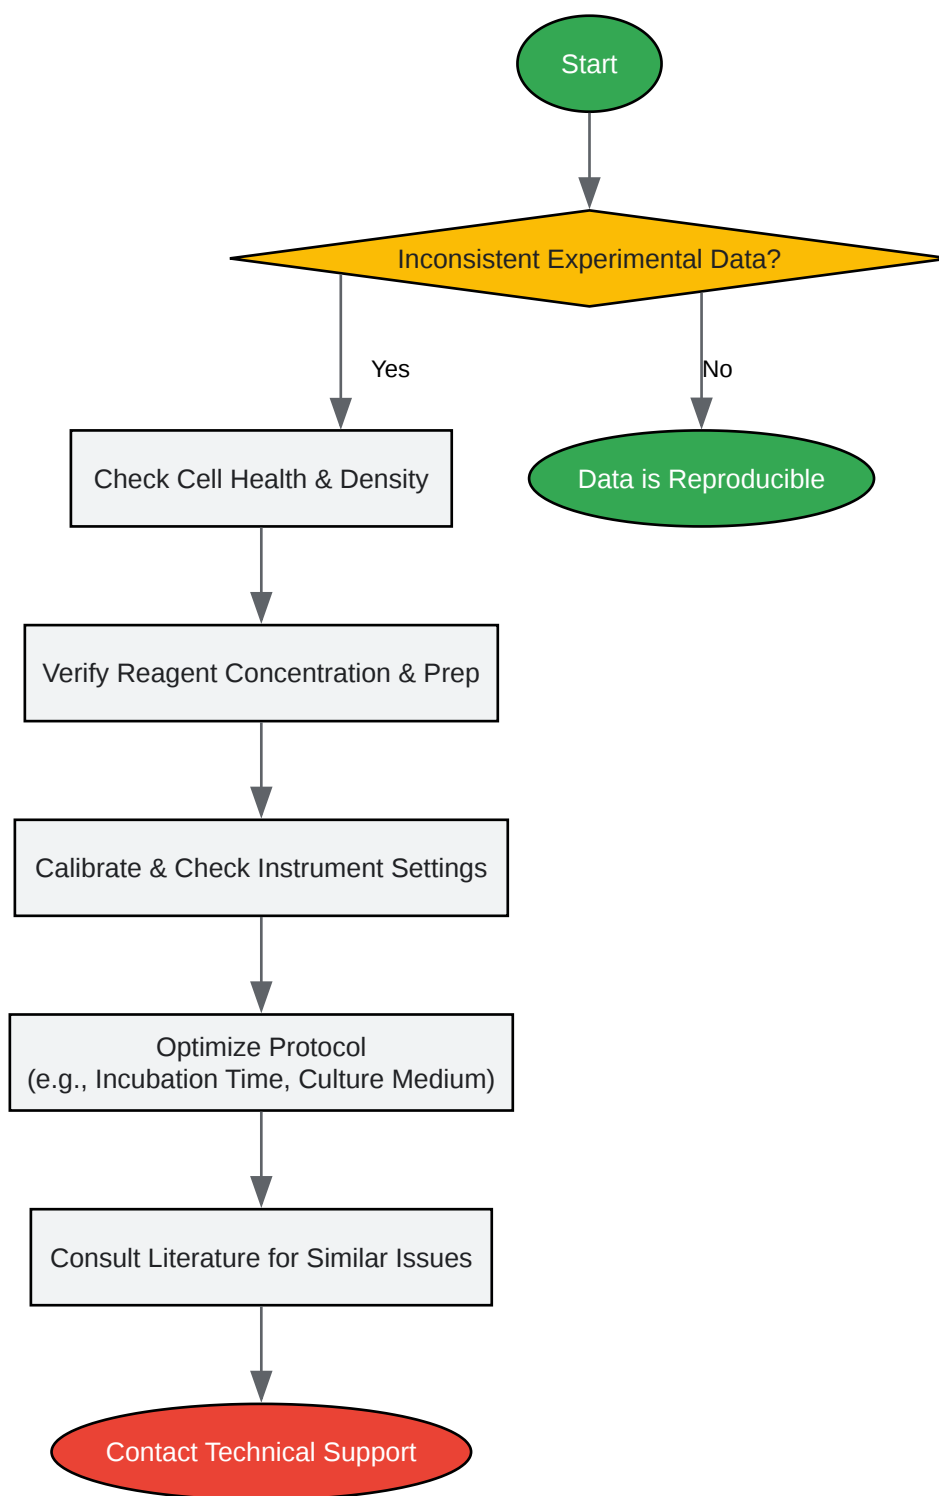 Start
Inconsistent Experimental Data?
Yes
No
Check Cell Health & Density
Data is Reproducible
Verify Reagent Concentration & Prep
Calibrate & Check Instrument Settings
Optimize Protocol
(e.g., Incubation Time, Culture Medium)
Consult Literature for Similar Issues
Contact Technical Support